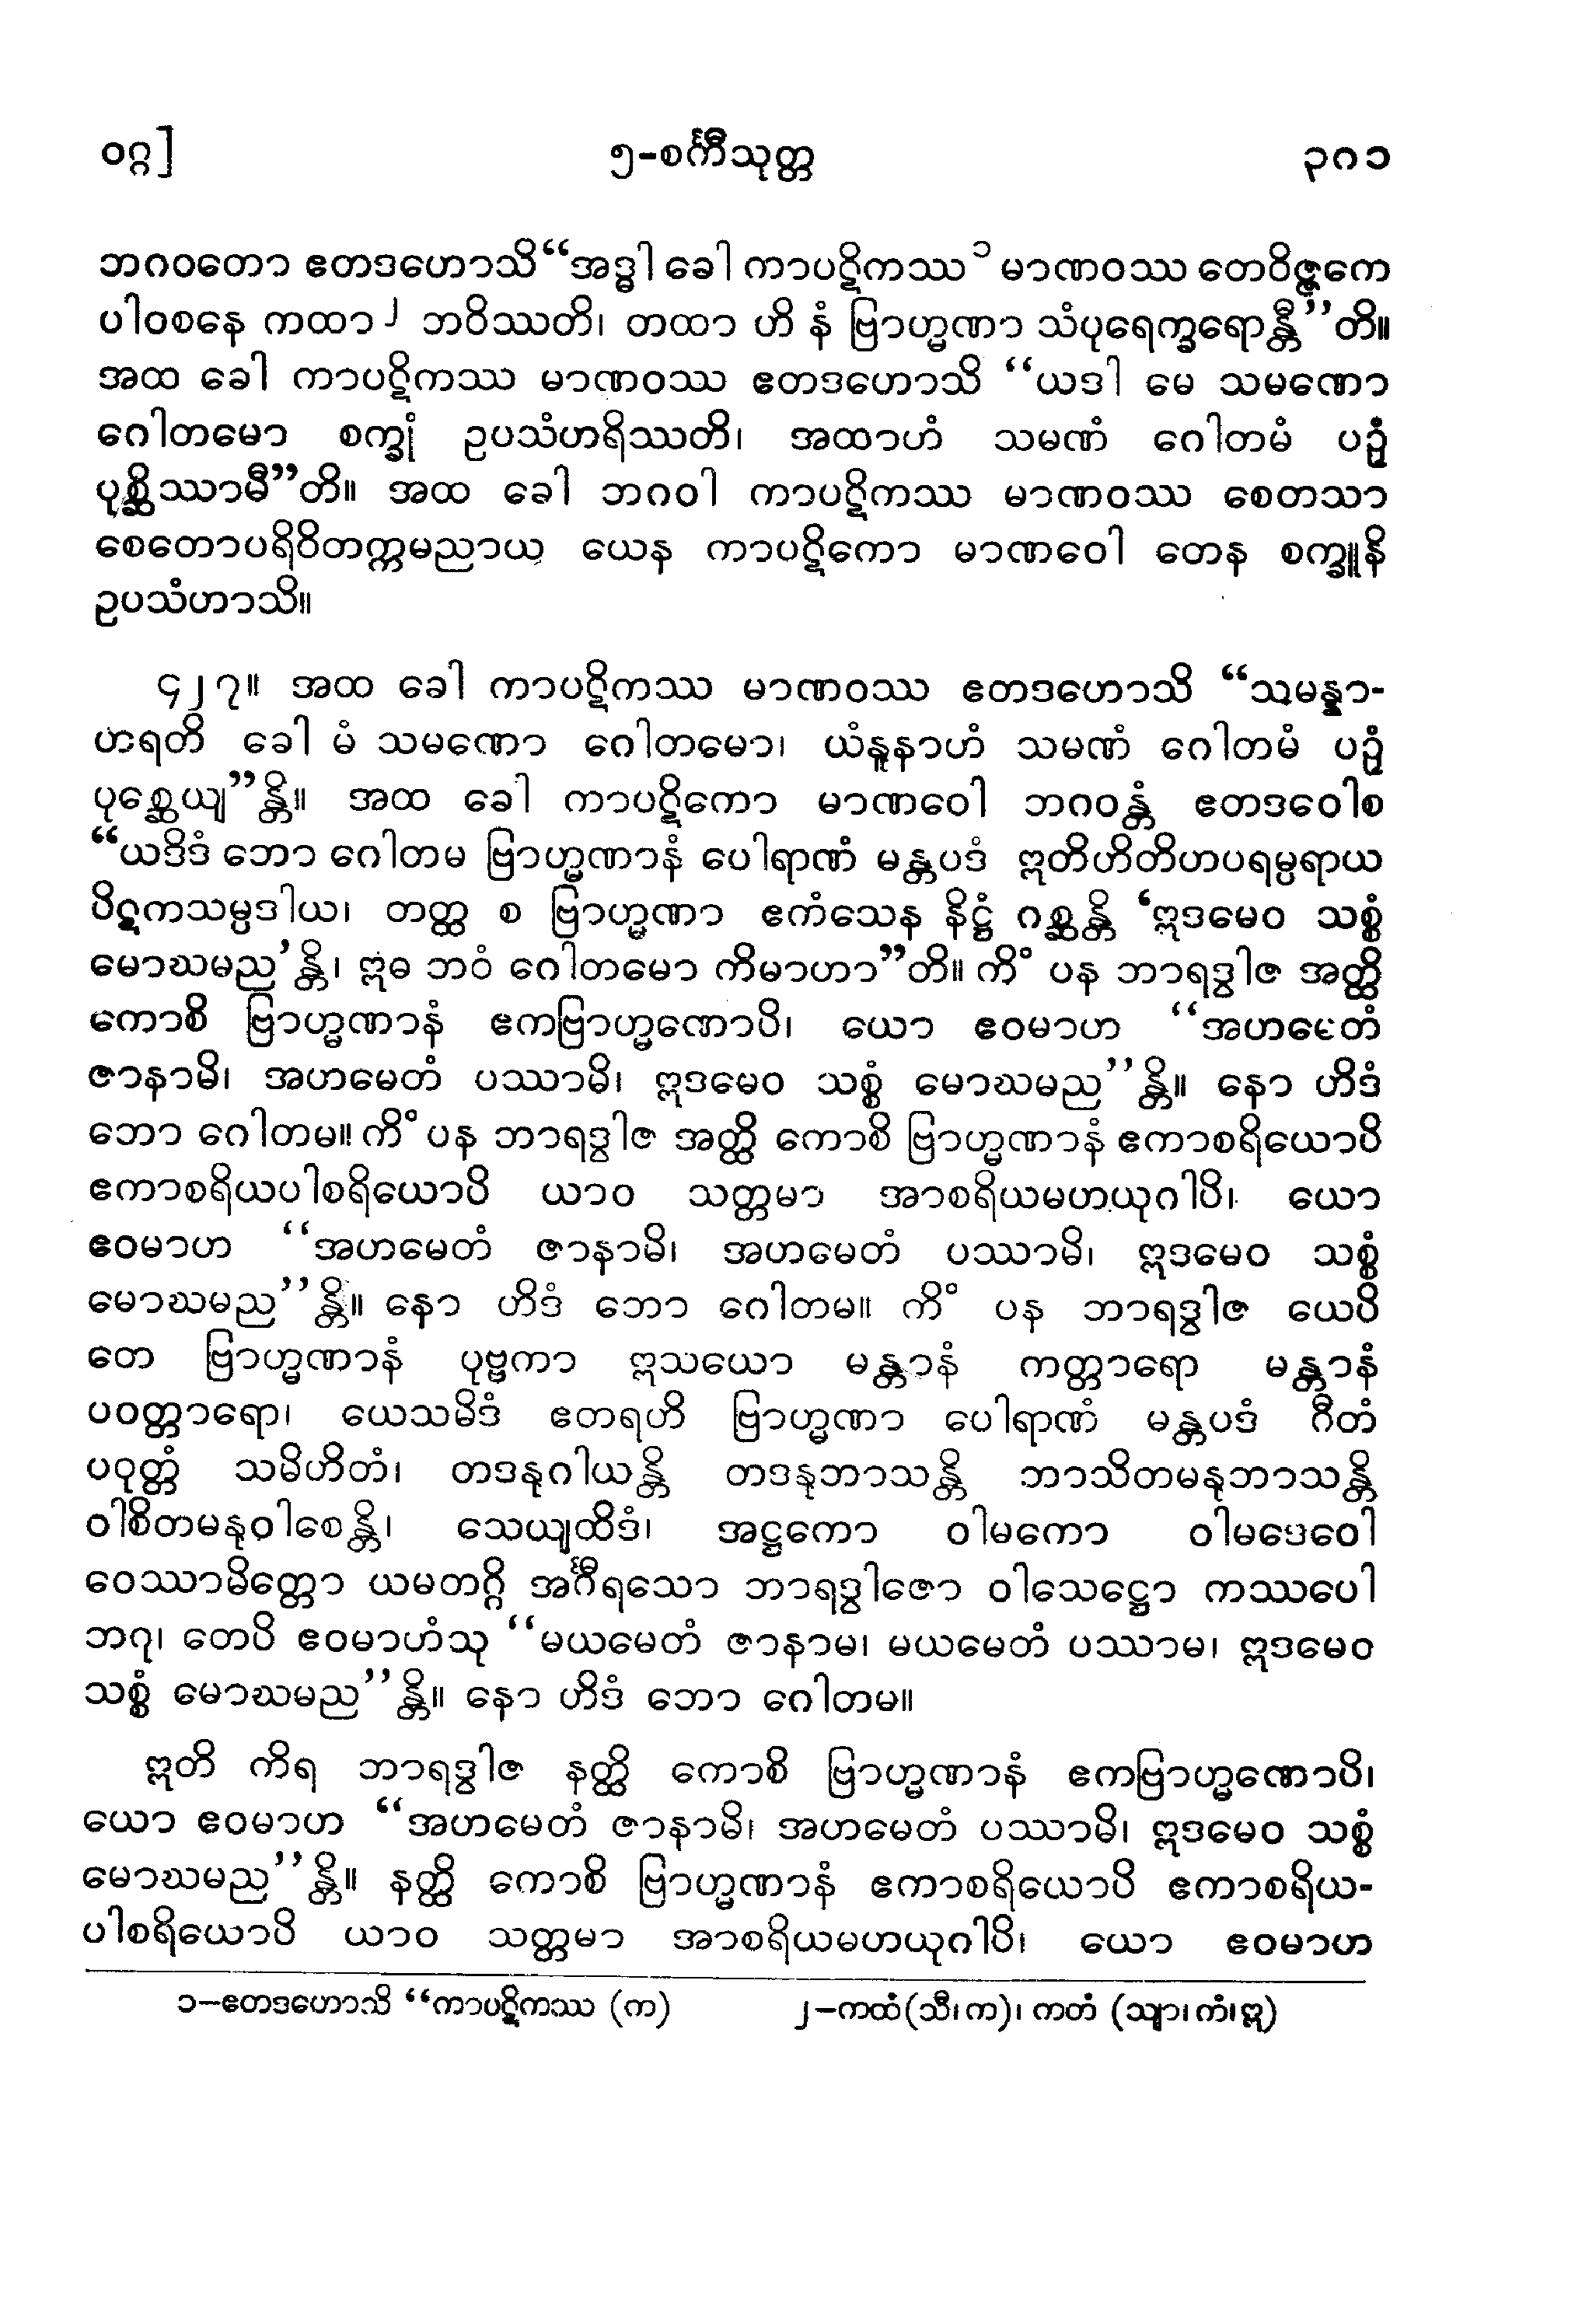 ဝဂ္ဂ]
၅-စင်္ကီသုတ္တ
၃ဂ၁
ဘဂဝတော ဧတဒဟောသိ“အဒ္ဓါ ခေါ ကာပဋိကဿ ၁ မာဏဝဿ တေဝိဇ္ဇကေ
ပါဝစနေ ကထာ ၂ ဘဝိဿတိ၊ တထာ ဟိ နံ ဗြာဟ္မဏာ သံပုရေက္ခရောန္တီ”တိ။
အထ ခေါ ကာပဋိကဿ မာဏဝဿ ဧတဒဟောသိ “ယဒါ မေ သမဏော
ဂေါတမော စက္ခုံ ဥပသံဟရိဿတိ၊ အထာဟံ သမဏံ ဂေါတမံ ပဉှံ
ပုစ္ဆိဿာမီ”တိ။ အထ ခေါ ဘဂဝါ ကာပဋိကဿ မာဏဝဿ စေတသာ
စေတောပရိဝိတက္ကမညာယ ယေန ကာပဋိကော မာဏဝေါ တေန စက္ခူနိ
ဥပသံဟာသိ။
၄၂၇။ အထ ခေါ ကာပဋိကဿ မာဏဝဿ ဧတဒဟောသိ “သမန္နာ-
ဟရတိ ခေါ မံ သမဏော ဂေါတမော၊ ယံနူနာဟံ သမဏံ ဂေါတမံ ပဉှံ
ပုစ္ဆေယျ”န္တိ။ အထ ခေါ ကာပဋိကော မာဏဝေါ ဘဂဝန္တံ ဧတဒဝေါစ
“ယဒိဒံ ဘော ဂေါတမ ဗြာဟ္မဏာနံ ပေါရာဏံ မန္တပဒံ ဣတိဟိတိဟပရမ္ပရာယ
ပိဋကသမ္ပဒါယ၊ တတ္ထ စ ဗြာဟ္မဏာ ဧကံသေန နိဋ္ဌံ ဂစ္ဆန္တိ ‘ဣဒမေဝ သစ္စံ
မောဃမည’န္တိ၊ ဣဓ ဘဝံ ဂေါတမော ကိမာဟာ”တိ။ ကိံ ပန ဘာရဒွါဇ အတ္ထိ
ကောစိ ဗြာဟ္မဏာနံ ဧကဗြာဟ္မဏောပိ၊ ယော ဧဝမာဟ “အဟမေတံ
ဇာနာမိ၊ အဟမေတံ ပဿာမိ၊ ဣဒမေဝ သစ္စံ မောဃမည”န္တိ။ နော ဟိဒံ
ဘော ဂေါတမ။ ကိံ ပန ဘာရဒွါဇ အတ္ထိ ကောစိ ဗြာဟ္မဏာနံ ဧကာစရိယောပိ
ဧကာစရိယပါစရိယောပိ ယာဝ သတ္တမာ အာစရိယမဟယုဂါပိ၊ ယော
ဧဝမာဟ “အဟမေတံ ဇာနာမိ၊ အဟမေတံ ပဿာမိ၊ ဣဒမေဝ သစ္စံ
မောဃမည”န္တိ။ နော ဟိဒံ ဘော ဂေါတမ။ ကိံ ပန ဘာရဒွါဇ ယေပိ
တေ ဗြာဟ္မဏာနံ ပုဗ္ဗကာ ဣသယော မန္တာနံ ကတ္တာရော မန္တာနံ
ပဝတ္တာရော၊ ယေသမိဒံ ဧတရဟိ ဗြာဟ္မဏာ ပေါရာဏံ မန္တပဒံ ဂီတံ
ပဝုတ္တံ သမိဟိတံ၊ တဒနုဂါယန္တိ တဒနုဘာသန္တိ ဘာသိတမနုဘာသန္တိ
ဝါစိတမနုဝါစေန္တိ၊ သေယျထိဒံ၊ အဋ္ဌကော ဝါမကော ဝါမဒေဝေါ
ဝေဿာမိတ္တော ယမတဂ္ဂိ အင်္ဂီရသော ဘာရဒွါဇော ဝါသေဋ္ဌော ကဿပေါ
ဘဂု၊ တေပိ ဧဝမာဟံသု “မယမေတံ ဇာနာမ၊ မယမေတံ ပဿာမ၊ ဣဒမေဝ
သစ္စံ မောဃမည”န္တိ။ နော ဟိဒံ ဘော ဂေါတမ။
ဣတိ ကိရ ဘာရဒွါဇ နတ္ထိ ကောစိ ဗြာဟ္မဏာနံ ဧကဗြာဟ္မဏောပိ၊
ယော ဧဝမာဟ “အဟမေတံ ဇာနာမိ၊ အဟမေတံ ပဿာမိ၊ ဣဒမေဝ သစ္စံ
မောဃမည”န္တိ။ နတ္ထိ ကောစိ ဗြာဟ္မဏာနံ ဧကာစရိယောပိ ဧကာစရိယ-
ပါစရိယောပိ ယာဝ သတ္တမာ အာစရိယမဟယုဂါပိ၊ ယော ဧဝမာဟ
၁-ဧတဒဟောသိ “ကာပဋိကဿ (က)
၂-ကထံ(သီ၊က)၊ ကတံ (သျာ၊ကံ၊ဣ)